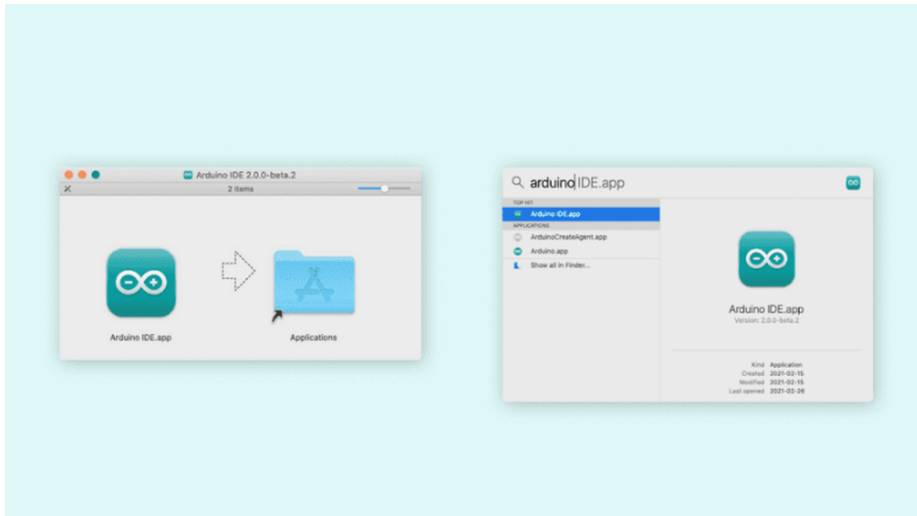 Arduino IDE 2.0.0-beta.2
2 items
Arduino IDE.app
Applications
arduino IDE.app
TOP HIT
Arduino IDE.app
APPLICATIONS
ArduinoCreateAgent.app
Arduino.app
Show all in Finder...
Arduino IDE.app
Version: 2.0.0-beta.2
Kind Application
Created 2021-02-15
Modified 2021-02-15
Last opened 2021-02-26